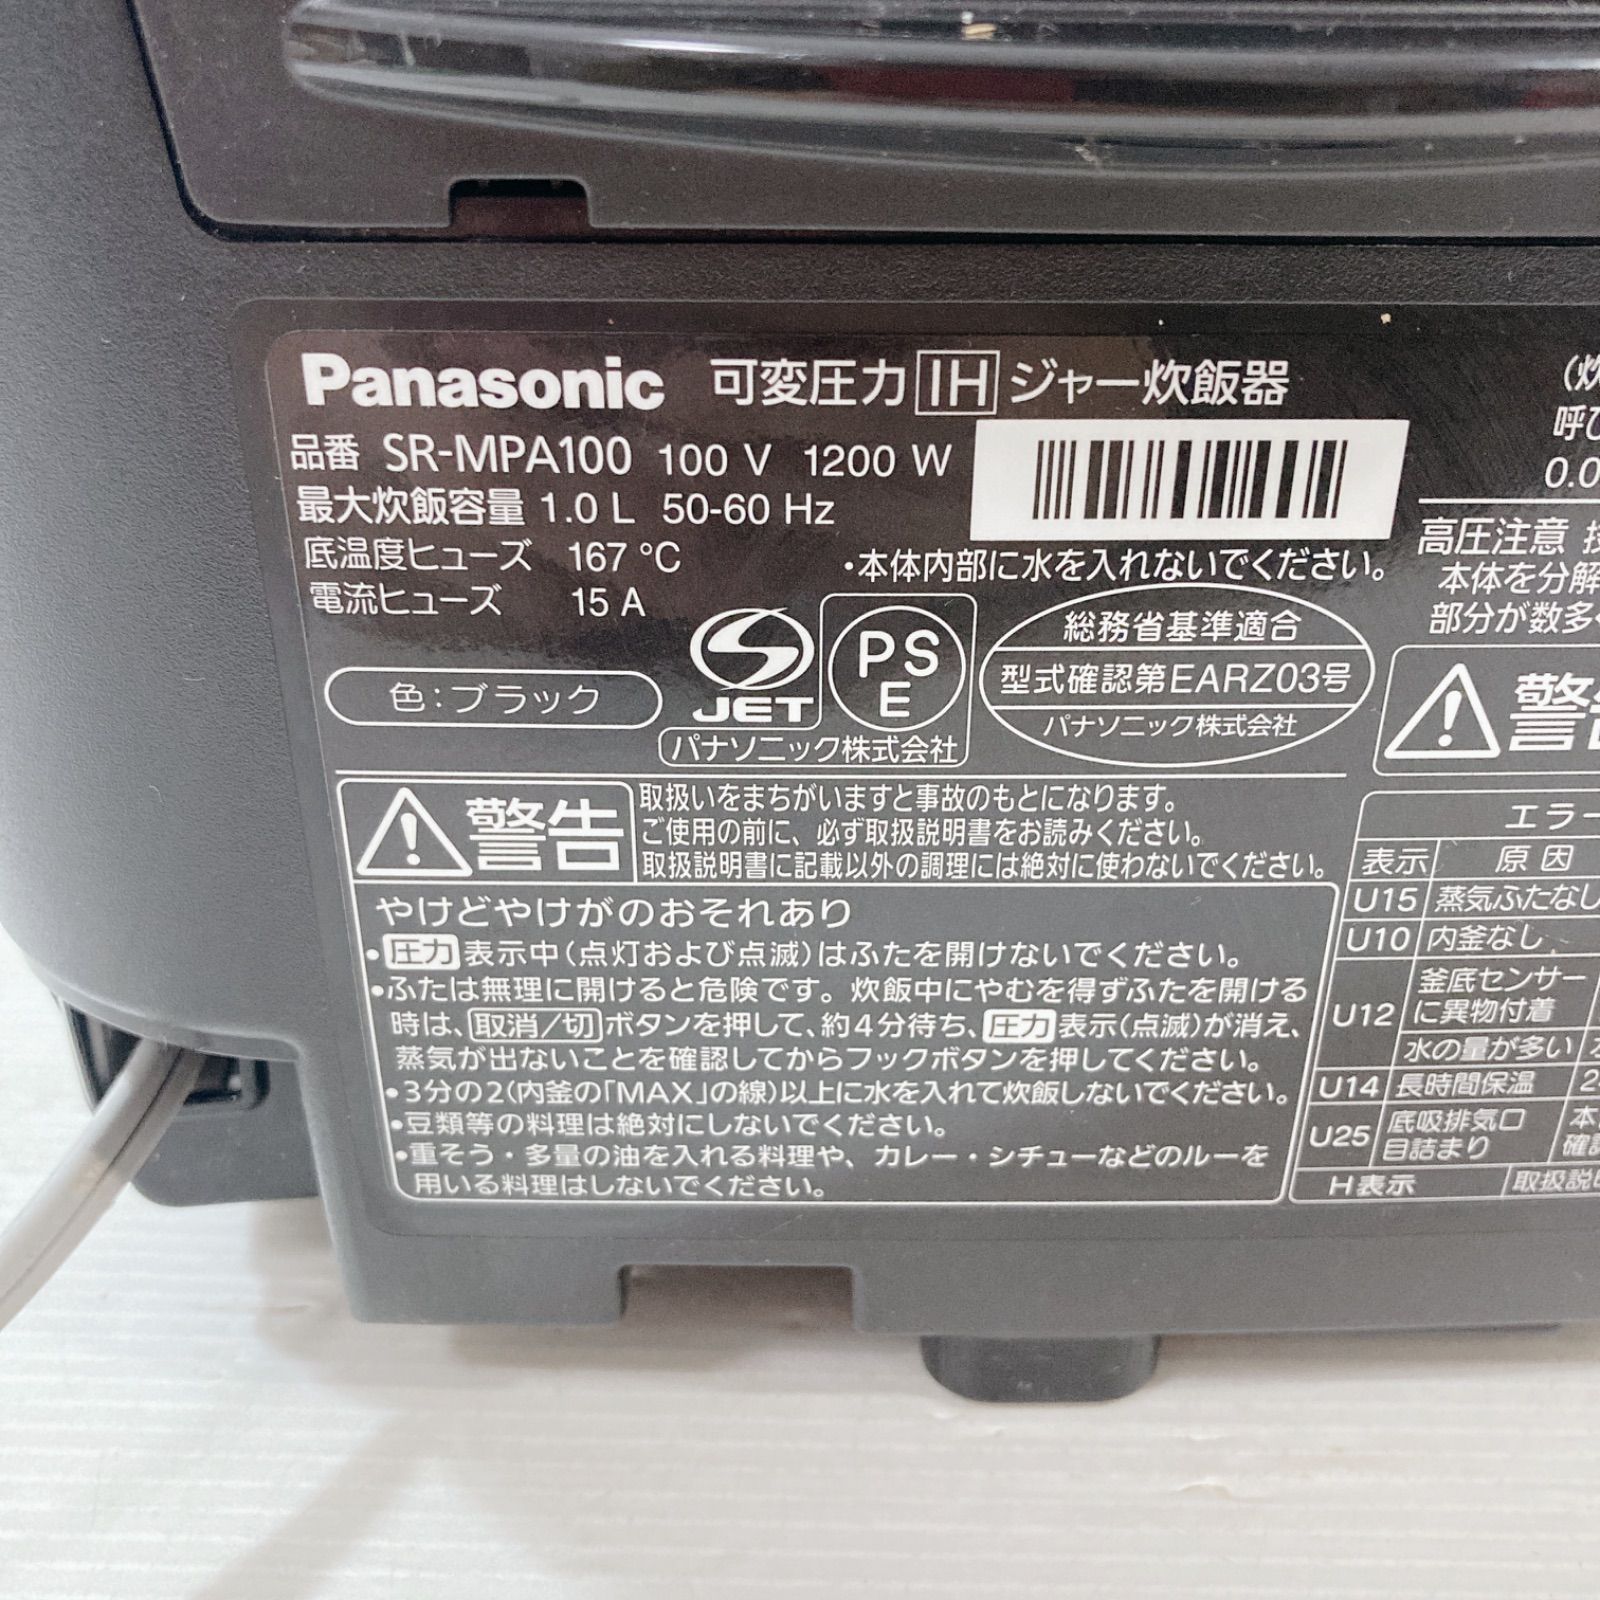 Panasonic 可変圧力 IH ジャー炊飯器
品番 SR-MPA100 100 V 1200 W
最大炊飯容量 1.0 L 50-60 Hz
底温度ヒューズ 167 ℃
電流ヒューズ 15 A
・本体内部に水を入れないでください。
色:ブラック
JET
PS
E
パナソニック株式会社
総務省基準適合
型式確認第EARZ03号
パナソニック株式会社
警告
取扱いをまちがいますと事故のもとになります。
ご使用の前に、必ず取扱説明書をお読みください。
取扱説明書に記載以外の調理には絶対に使わないでください。
やけどやけがのおそれあり
・圧力表示中(点灯および点滅)はふたを開けないでください。
・ふたは無理に開けると危険です。炊飯中にやむを得ずふたを開ける
時は、取消/切ボタンを押して、約4分待ち、圧力表示(点滅)が消え、
蒸気が出ないことを確認してからフックボタンを押してください。
・3分の2(内釜の「MAX」の線)以上に水を入れて炊飯しないでください。
・豆類等の料理は絶対にしないでください。
・重そう・多量の油を入れる料理や、カレー・シチューなどのルーを
用いる料理はしないでください。
(炊
呼び
0.0
高圧注意
本体を分解
部分が数多く
警告
エラー
表示 原因
U15 蒸気ふたなし
U10 内釜なし
U12 釜底センサー
に異物付着
水の量が多い
U14 長時間保温 2
U25 底吸排気口 本
目詰まり 確認
H表示 取扱説